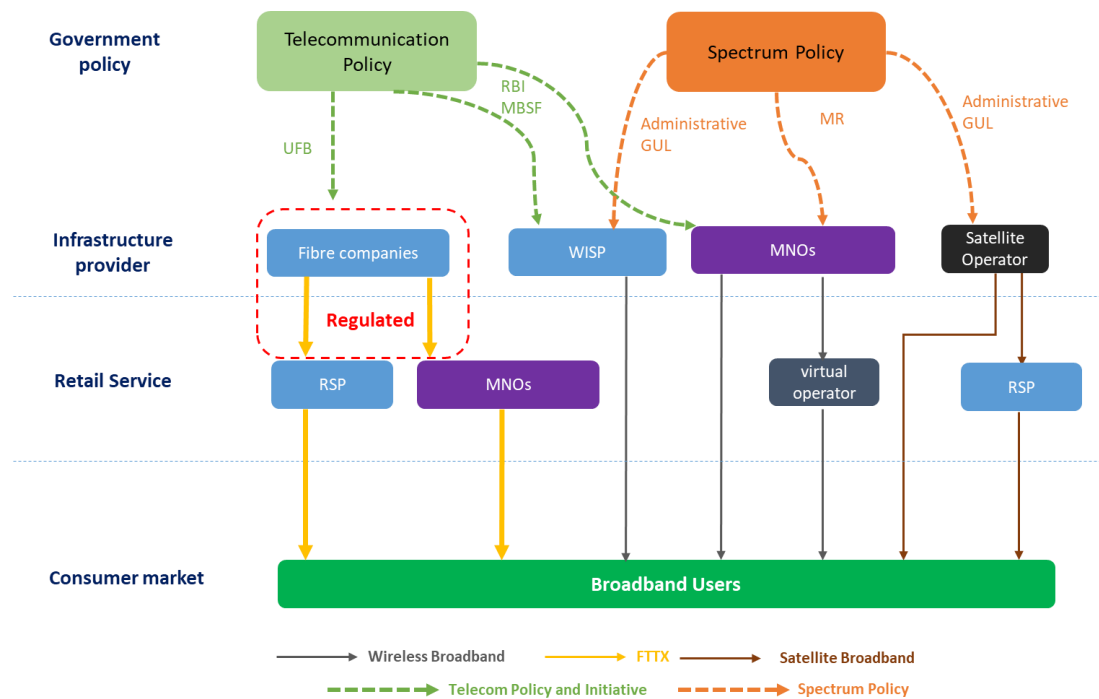 Government
policy
Telecommunication
Policy
Spectrum Policy
RBI
MBSF
UFB
Administrative
GUL
MR
Administrative
GUL
Infrastructure
provider
Fibre companies
WISP
MNOs
Satellite
Operator
Regulated
Retail Service
RSP
MNOs
virtual
operator
RSP
Consumer market
Broadband Users
Wireless Broadband
FTTX
Satellite Broadband
Telecom Policy and Initiative
Spectrum Policy